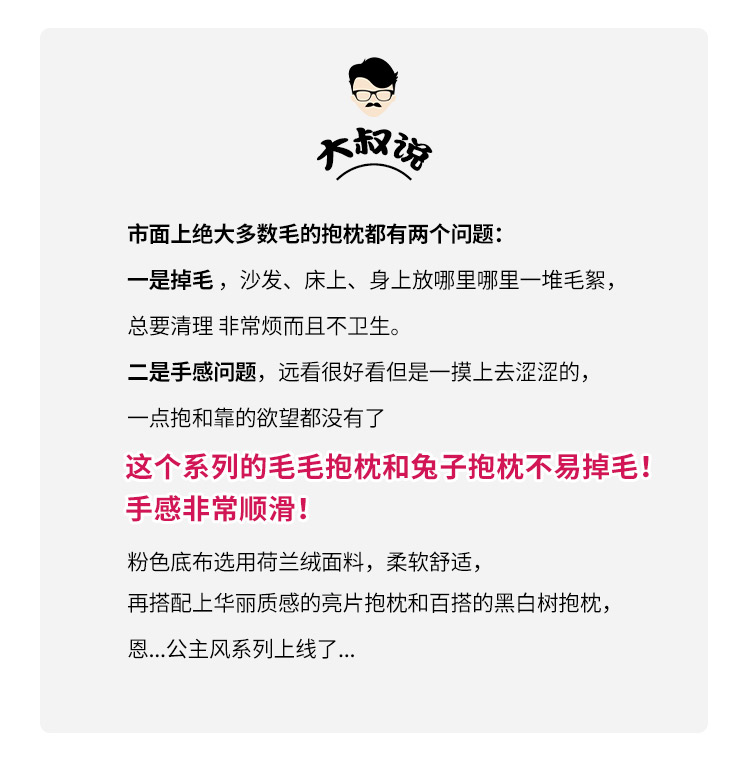 大叔说
市面上绝大多数毛的抱枕都有两个问题：
一是掉毛，沙发、床上、身上放哪里哪里一堆毛絮，
总要清理 非常烦而且不卫生。
二是手感问题，远看很好看但是一摸上去涩涩的，
一点抱和靠的欲望都没有了
这个系列的毛毛抱枕和兔子抱枕不易掉毛！
手感非常顺滑！
粉色底布选用荷兰绒面料，柔软舒适，
再搭配上华丽质感的亮片抱枕和百搭的黑白树抱枕，
恩...公主风系列上线了...